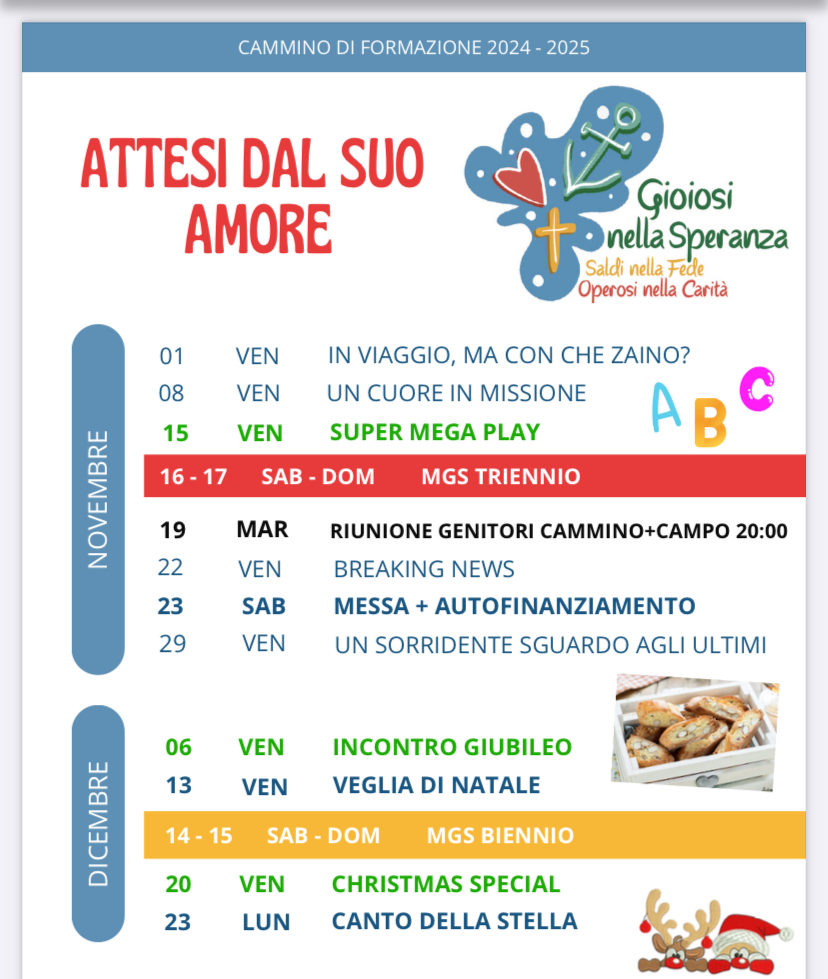 CAMMINO DI FORMAZIONE 2024 - 2025
ATTESI DAL SUO
AMORE
Gioiosi
nella Speranza
Saldi nella Fede
Operosi nella Carità
NOVEMBRE
01 VEN IN VIAGGIO, MA CON CHE ZAINO?
08 VEN UN CUORE IN MISSIONE
A B C
15 VEN SUPER MEGA PLAY
16 - 17 SAB - DOM MGS TRIENNIO
19 MAR RIUNIONE GENITORI CAMMINO+CAMPO 20:00
22 VEN BREAKING NEWS
23 SAB MESSA + AUTOFINANZIAMENTO
29 VEN UN SORRIDENTE SGUARDO AGLI ULTIMI
DICEMBRE
06 VEN INCONTRO GIUBILEO
13 VEN VEGLIA DI NATALE
14 - 15 SAB - DOM MGS BIENNIO
20 VEN CHRISTMAS SPECIAL
23 LUN CANTO DELLA STELLA